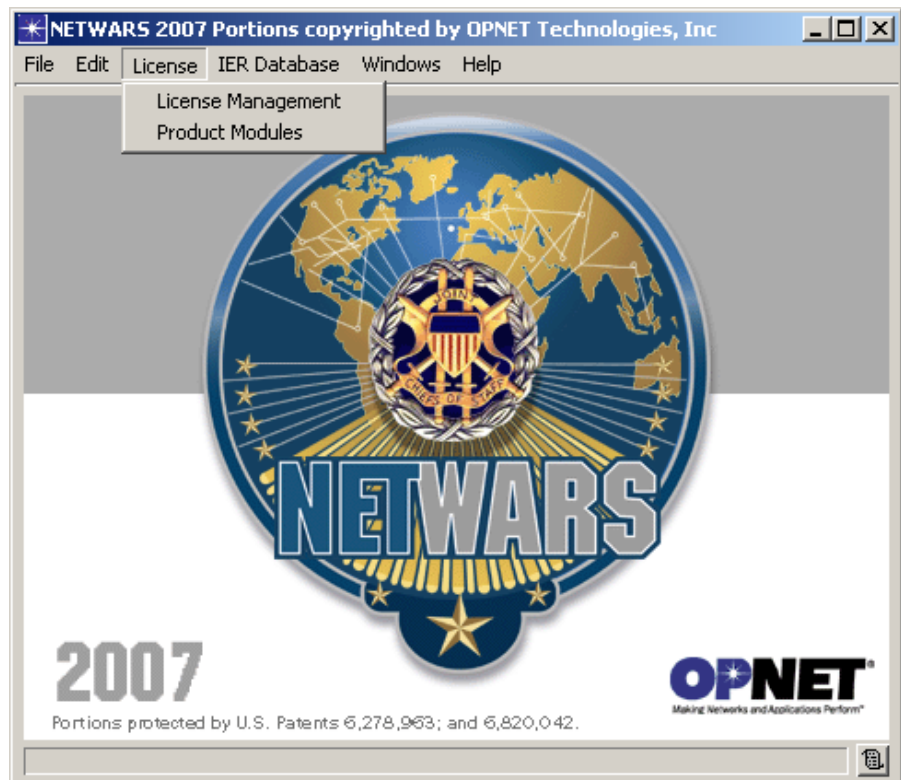 NETWARS 2007 Portions copyrighted by OPNET Technologies, Inc
File Edit License IER Database Windows Help
License Management
Product Modules
JOINT
CHIEFS OF STAFF
NETWARS
2007
OPNET
Making Networks and Applications Perform™
Portions protected by U.S. Patents 6,278,963; and 6,820,042.